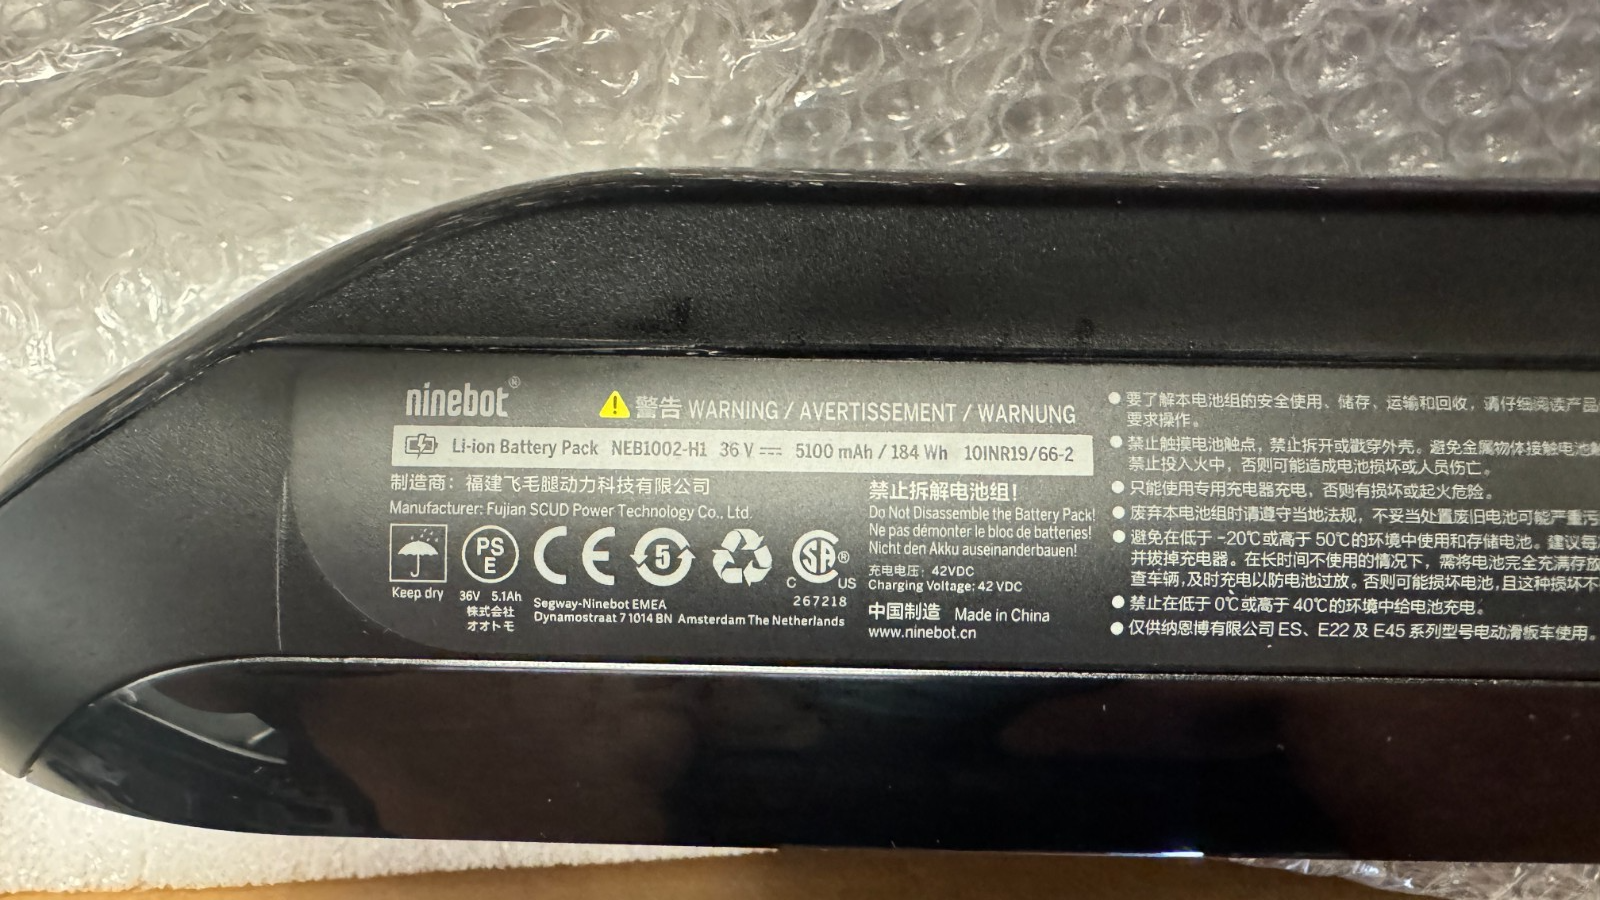 ninebot®
警告 WARNING / AVERTISSEMENT / WARNUNG
Li-ion Battery Pack NEB1002-H1 36 V 5100 mAh / 184 Wh 10INR19/66-2
制造商：福建飞毛腿动力科技有限公司
Manufacturer: Fujian SCUD Power Technology Co., Ltd.
Keep dry
PS
E
36V 5.1Ah
株式会社
オオトモ
CE
5
SA®
C US
267218
Segway-Ninebot EMEA
Dynamostraat 7 1014 BN Amsterdam The Netherlands
禁止拆解电池组！
Do Not Disassemble the Battery Pack!
Ne pas démonter le bloc de batteries!
Nicht den Akku auseinanderbauen!
充电电压：42VDC
Charging Voltage: 42 VDC
中国制造 Made in China
www.ninebot.cn
● 要了解本电池组的安全使用、储存、运输和回收，请仔细阅读产品
要求操作。
● 禁止触摸电池触点，禁止拆开或戳穿外壳。避免金属物体接触电池
禁止投入火中，否则可能造成电池损坏或人员伤亡。
● 只能使用专用充电器充电，否则有损坏或起火危险。
● 废弃本电池组时请遵守当地法规，不妥当处置废旧电池可能严重污
● 避免在低于 -20℃ 或高于 50℃ 的环境中使用和存储电池。建议每
并拔掉充电器。在长时间不使用的情况下，需将电池完全充满存放
查车辆,及时充电以防电池过放。否则可能损坏电池,且这种损坏不
● 禁止在低于 0℃ 或高于 40℃ 的环境中给电池充电。
● 仅供纳恩博有限公司 ES、E22 及 E45 系列型号电动滑板车使用。